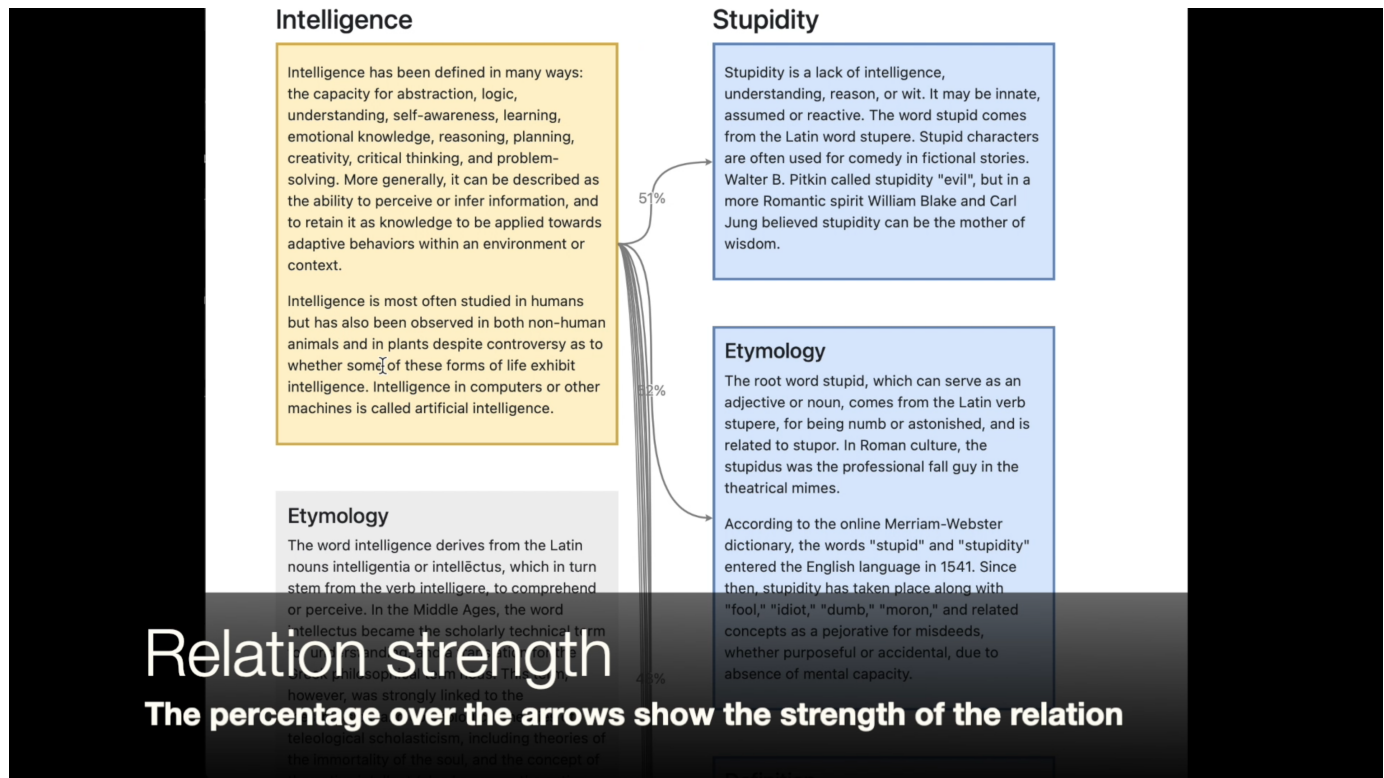 Intelligence
Intelligence has been defined in many ways:
the capacity for abstraction, logic,
understanding, self-awareness, learning,
emotional knowledge, reasoning, planning,
creativity, critical thinking, and problem-
solving. More generally, it can be described as
the ability to perceive or infer information, and
to retain it as knowledge to be applied towards
adaptive behaviors within an environment or
context.
Intelligence is most often studied in humans
but has also been observed in both non-human
animals and in plants despite controversy as to
whether some of these forms of life exhibit
intelligence. Intelligence in computers or other
machines is called artificial intelligence.
Etymology
The word intelligence derives from the Latin
nouns intelligentia or intellēctus, which in turn
stem from the verb intelligere, to comprehend
or perceive. In the Middle Ages, the word
intellectus became the scholarly technical term
understanding, and a translation for the
philosophical term This term,
however, was strongly linked to the
teleological scholasticism, including theories of
the immortality of the soul, and the concept of
51%
52%
Stupidity
Stupidity is a lack of intelligence,
understanding, reason, or wit. It may be innate,
assumed or reactive. The word stupid comes
from the Latin word stupere. Stupid characters
are often used for comedy in fictional stories.
Walter B. Pitkin called stupidity "evil", but in a
more Romantic spirit William Blake and Carl
Jung believed stupidity can be the mother of
wisdom.
Etymology
The root word stupid, which can serve as an
adjective or noun, comes from the Latin verb
stupere, for being numb or astonished, and is
related to stupor. In Roman culture, the
stupidus was the professional fall guy in the
theatrical mimes.
According to the online Merriam-Webster
dictionary, the words "stupid" and "stupidity"
entered the English language in 1541. Since
then, stupidity has taken place along with
"fool," "idiot," "dumb," "moron," and related
concepts as a pejorative for misdeeds,
whether purposeful or accidental, due to
absence of mental capacity.
Relation strength
The percentage over the arrows show the strength of the relation